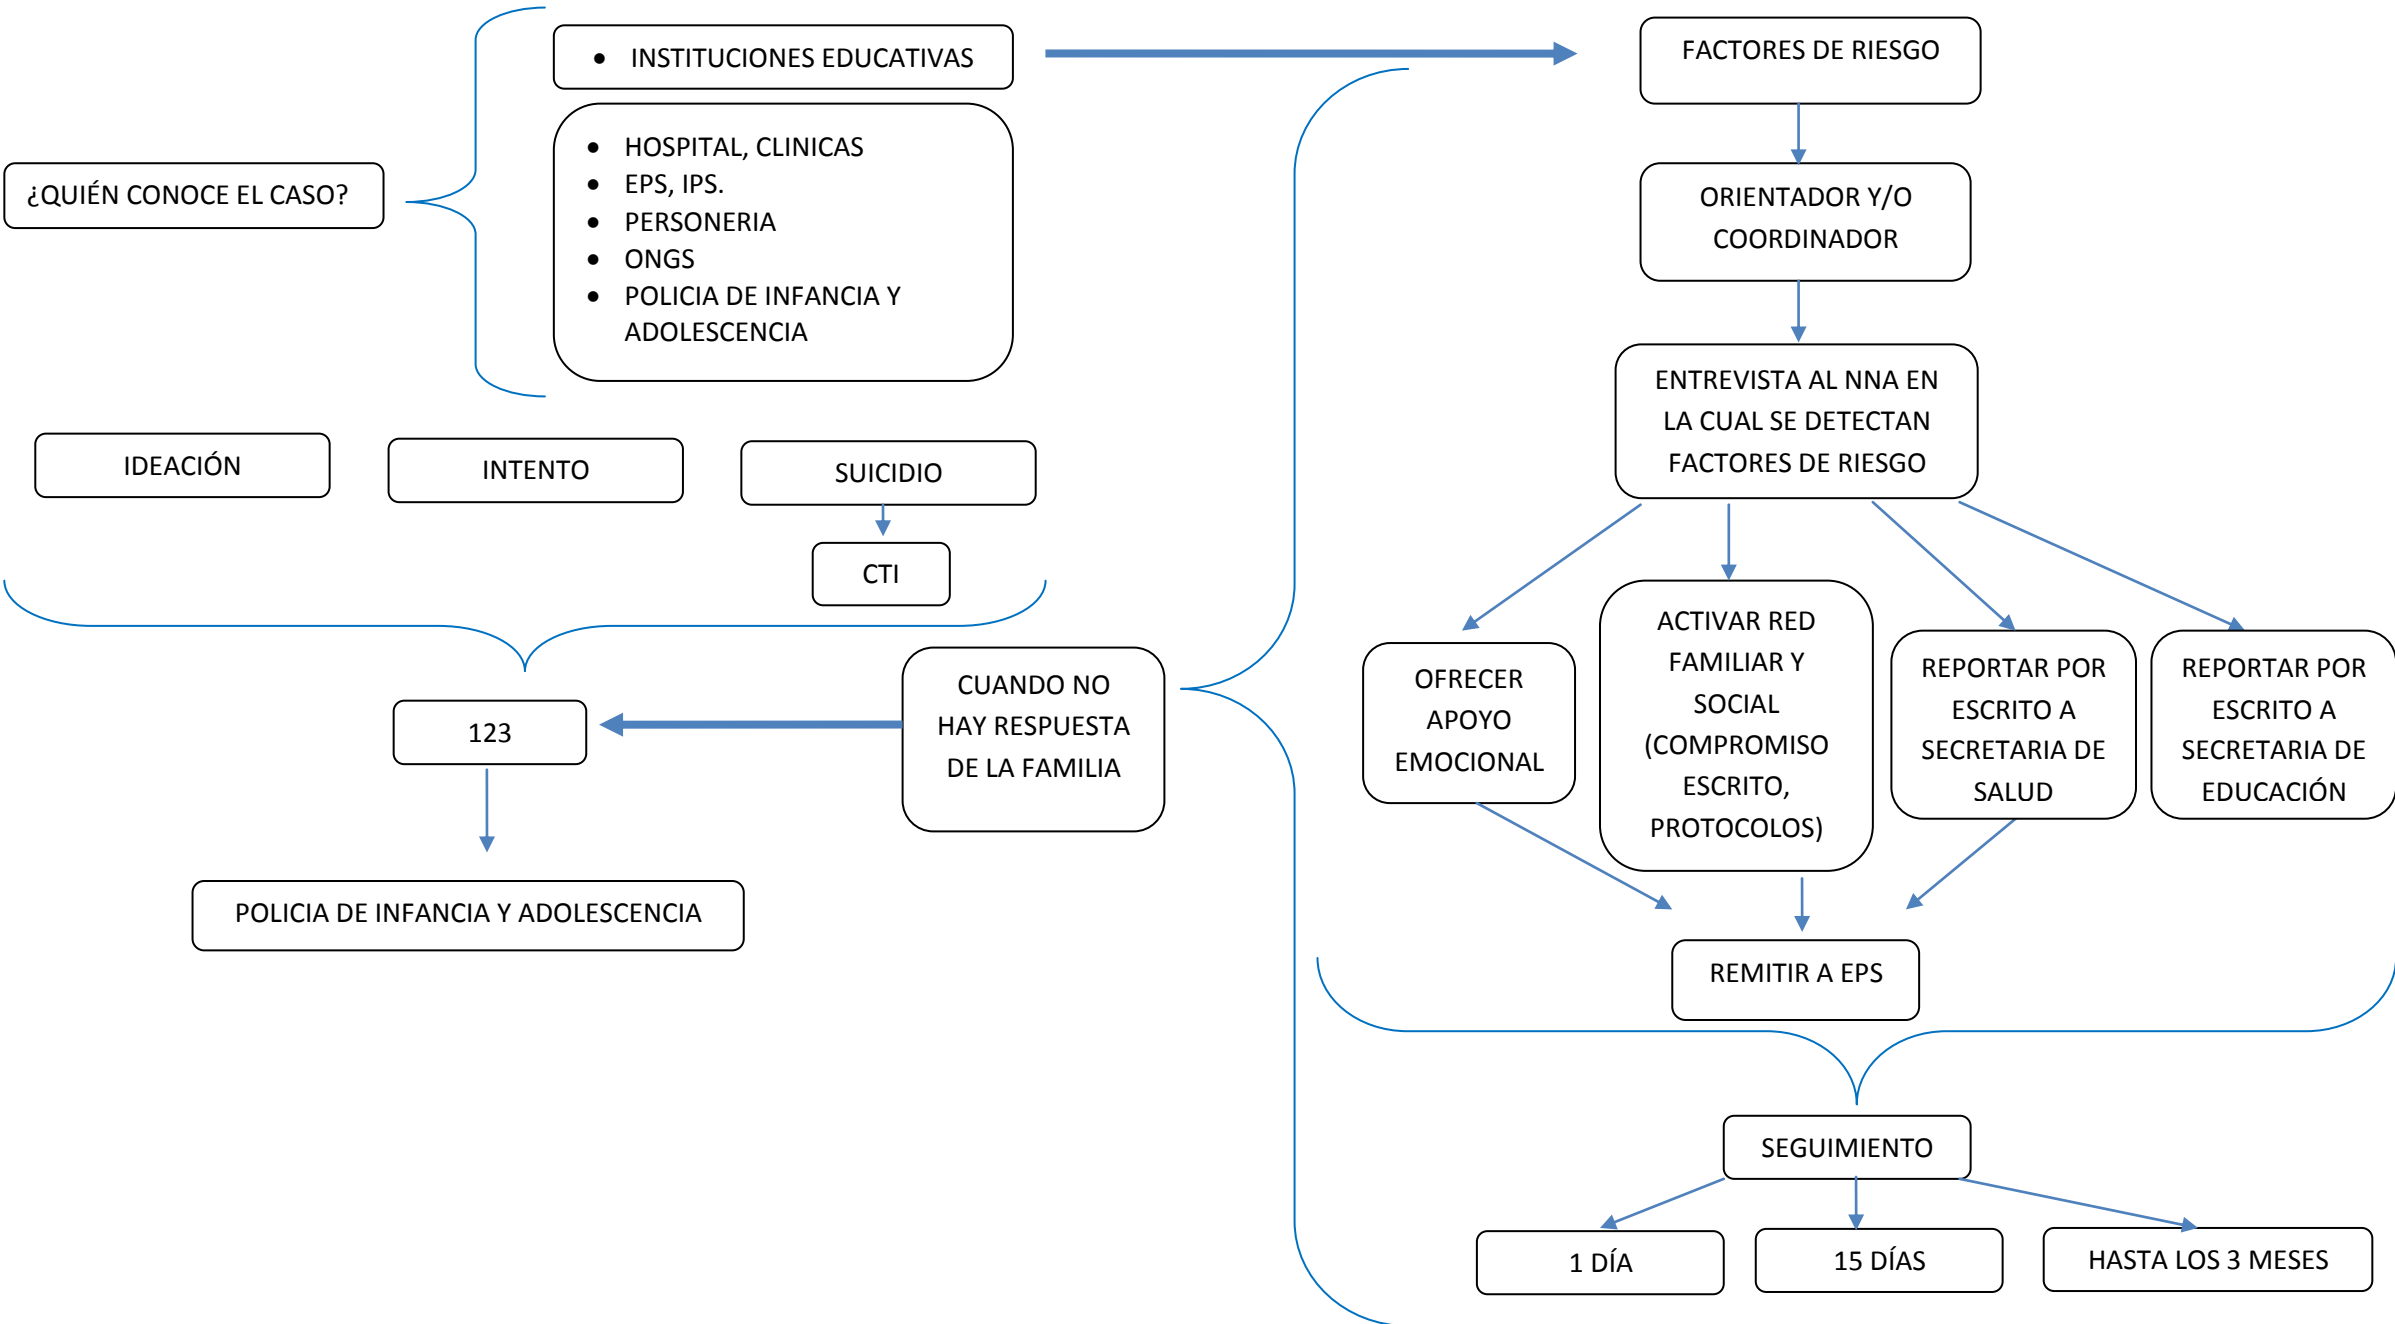 ¿QUIÉN CONOCE EL CASO?
• INSTITUCIONES EDUCATIVAS
• HOSPITAL, CLINICAS
• EPS, IPS.
• PERSONERIA
• ONGS
• POLICIA DE INFANCIA Y
ADOLESCENCIA
IDEACIÓN
INTENTO
SUICIDIO
CTI
123
POLICIA DE INFANCIA Y ADOLESCENCIA
CUANDO NO
HAY RESPUESTA
DE LA FAMILIA
FACTORES DE RIESGO
ORIENTADOR Y/O
COORDINADOR
ENTREVISTA AL NNA EN
LA CUAL SE DETECTAN
FACTORES DE RIESGO
OFRECER
APOYO
EMOCIONAL
ACTIVAR RED
FAMILIAR Y
SOCIAL
(COMPROMISO
ESCRITO,
PROTOCOLOS)
REPORTAR POR
ESCRITO A
SECRETARIA DE
SALUD
REPORTAR POR
ESCRITO A
SECRETARIA DE
EDUCACIÓN
REMITIR A EPS
SEGUIMIENTO
1 DÍA
15 DÍAS
HASTA LOS 3 MESES